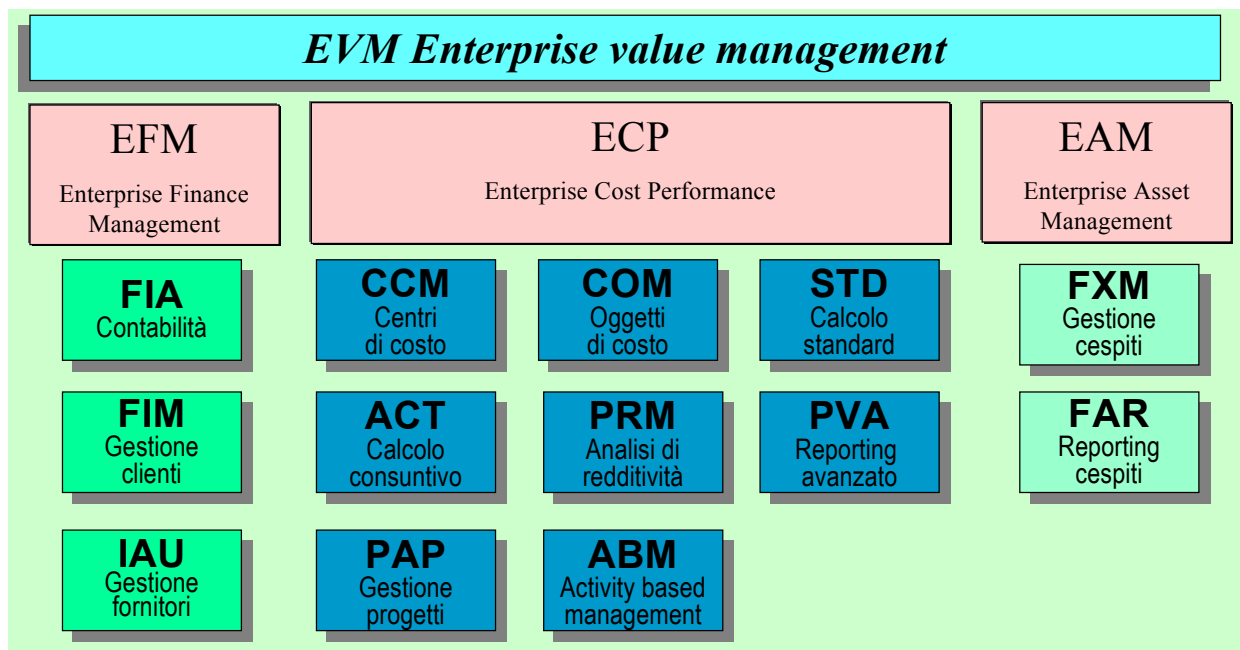 EVM Enterprise value management
EFM
Enterprise Finance
Management
ECP
Enterprise Cost Performance
EAM
Enterprise Asset
Management
FIA
Contabilità
CCM
Centri
di costo
COM
Oggetti
di costo
STD
Calcolo
standard
FXM
Gestione
cespiti
FIM
Gestione
clienti
ACT
Calcolo
consuntivo
PRM
Analisi di
redditività
PVA
Reporting
avanzato
FAR
Reporting
cespiti
IAU
Gestione
fornitori
PAP
Gestione
progetti
ABM
Activity based
management